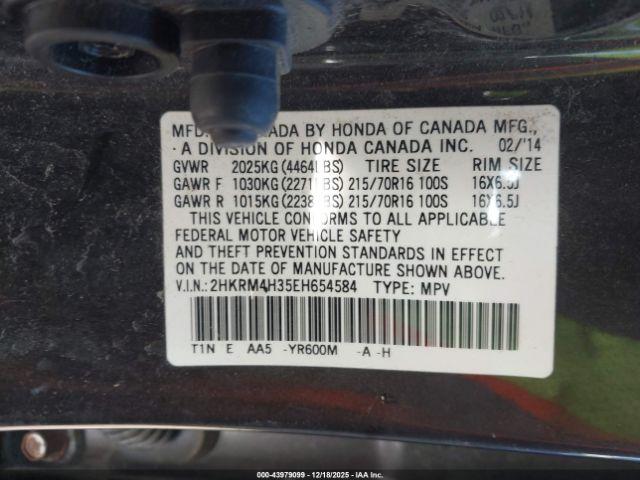 MFD. CANADA BY HONDA OF CANADA MFG.,
A DIVISION OF HONDA CANADA INC. 02/'14
GVWR 2025KG(4464LBS) TIRE SIZE RIM SIZE
GAWR F 1030KG(2271LBS) 215/70R16 100S 16X6.5J
GAWR R 1015KG(2238LBS) 215/70R16 100S 16X6.5J
THIS VEHICLE CONFORMS TO ALL APPLICABLE
FEDERAL MOTOR VEHICLE SAFETY
AND THEFT PREVENTION STANDARDS IN EFFECT
ON THE DATE OF MANUFACTURE SHOWN ABOVE.
V.I.N.:2HKRM4H35EH654584 TYPE: MPV
T1N E AA5 -YR600M -A -H
000-43979099 | 12/18/2025 | IAA Inc.